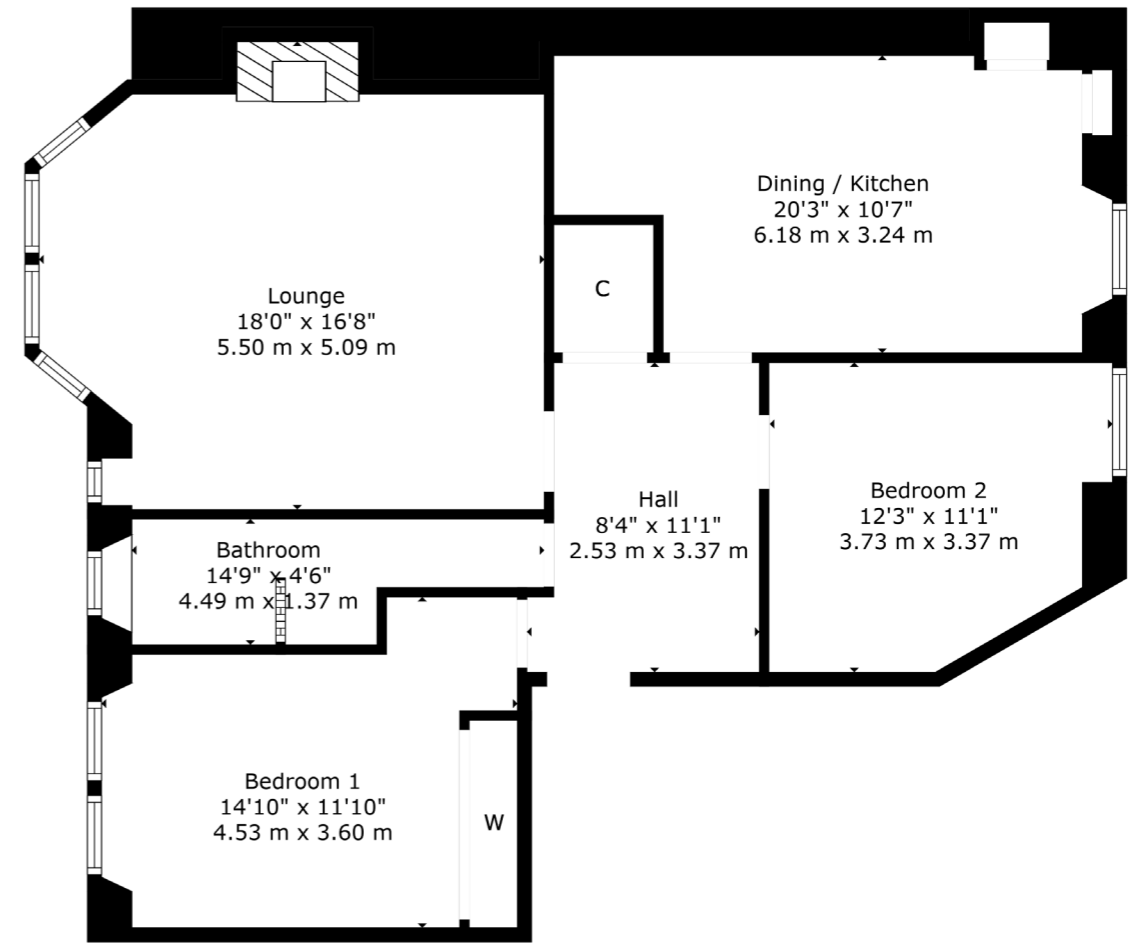 Dining / Kitchen
20'3" x 10'7"
6.18 m x 3.24 m
C
Lounge
18'0" x 16'8"
5.50 m x 5.09 m
Hall
8'4" x 11'1"
2.53 m x 3.37 m
Bedroom 2
12'3" x 11'1"
3.73 m x 3.37 m
Bathroom
14'9" x 4'6"
4.49 m x 1.37 m
Bedroom 1
14'10" x 11'10"
4.53 m x 3.60 m
W